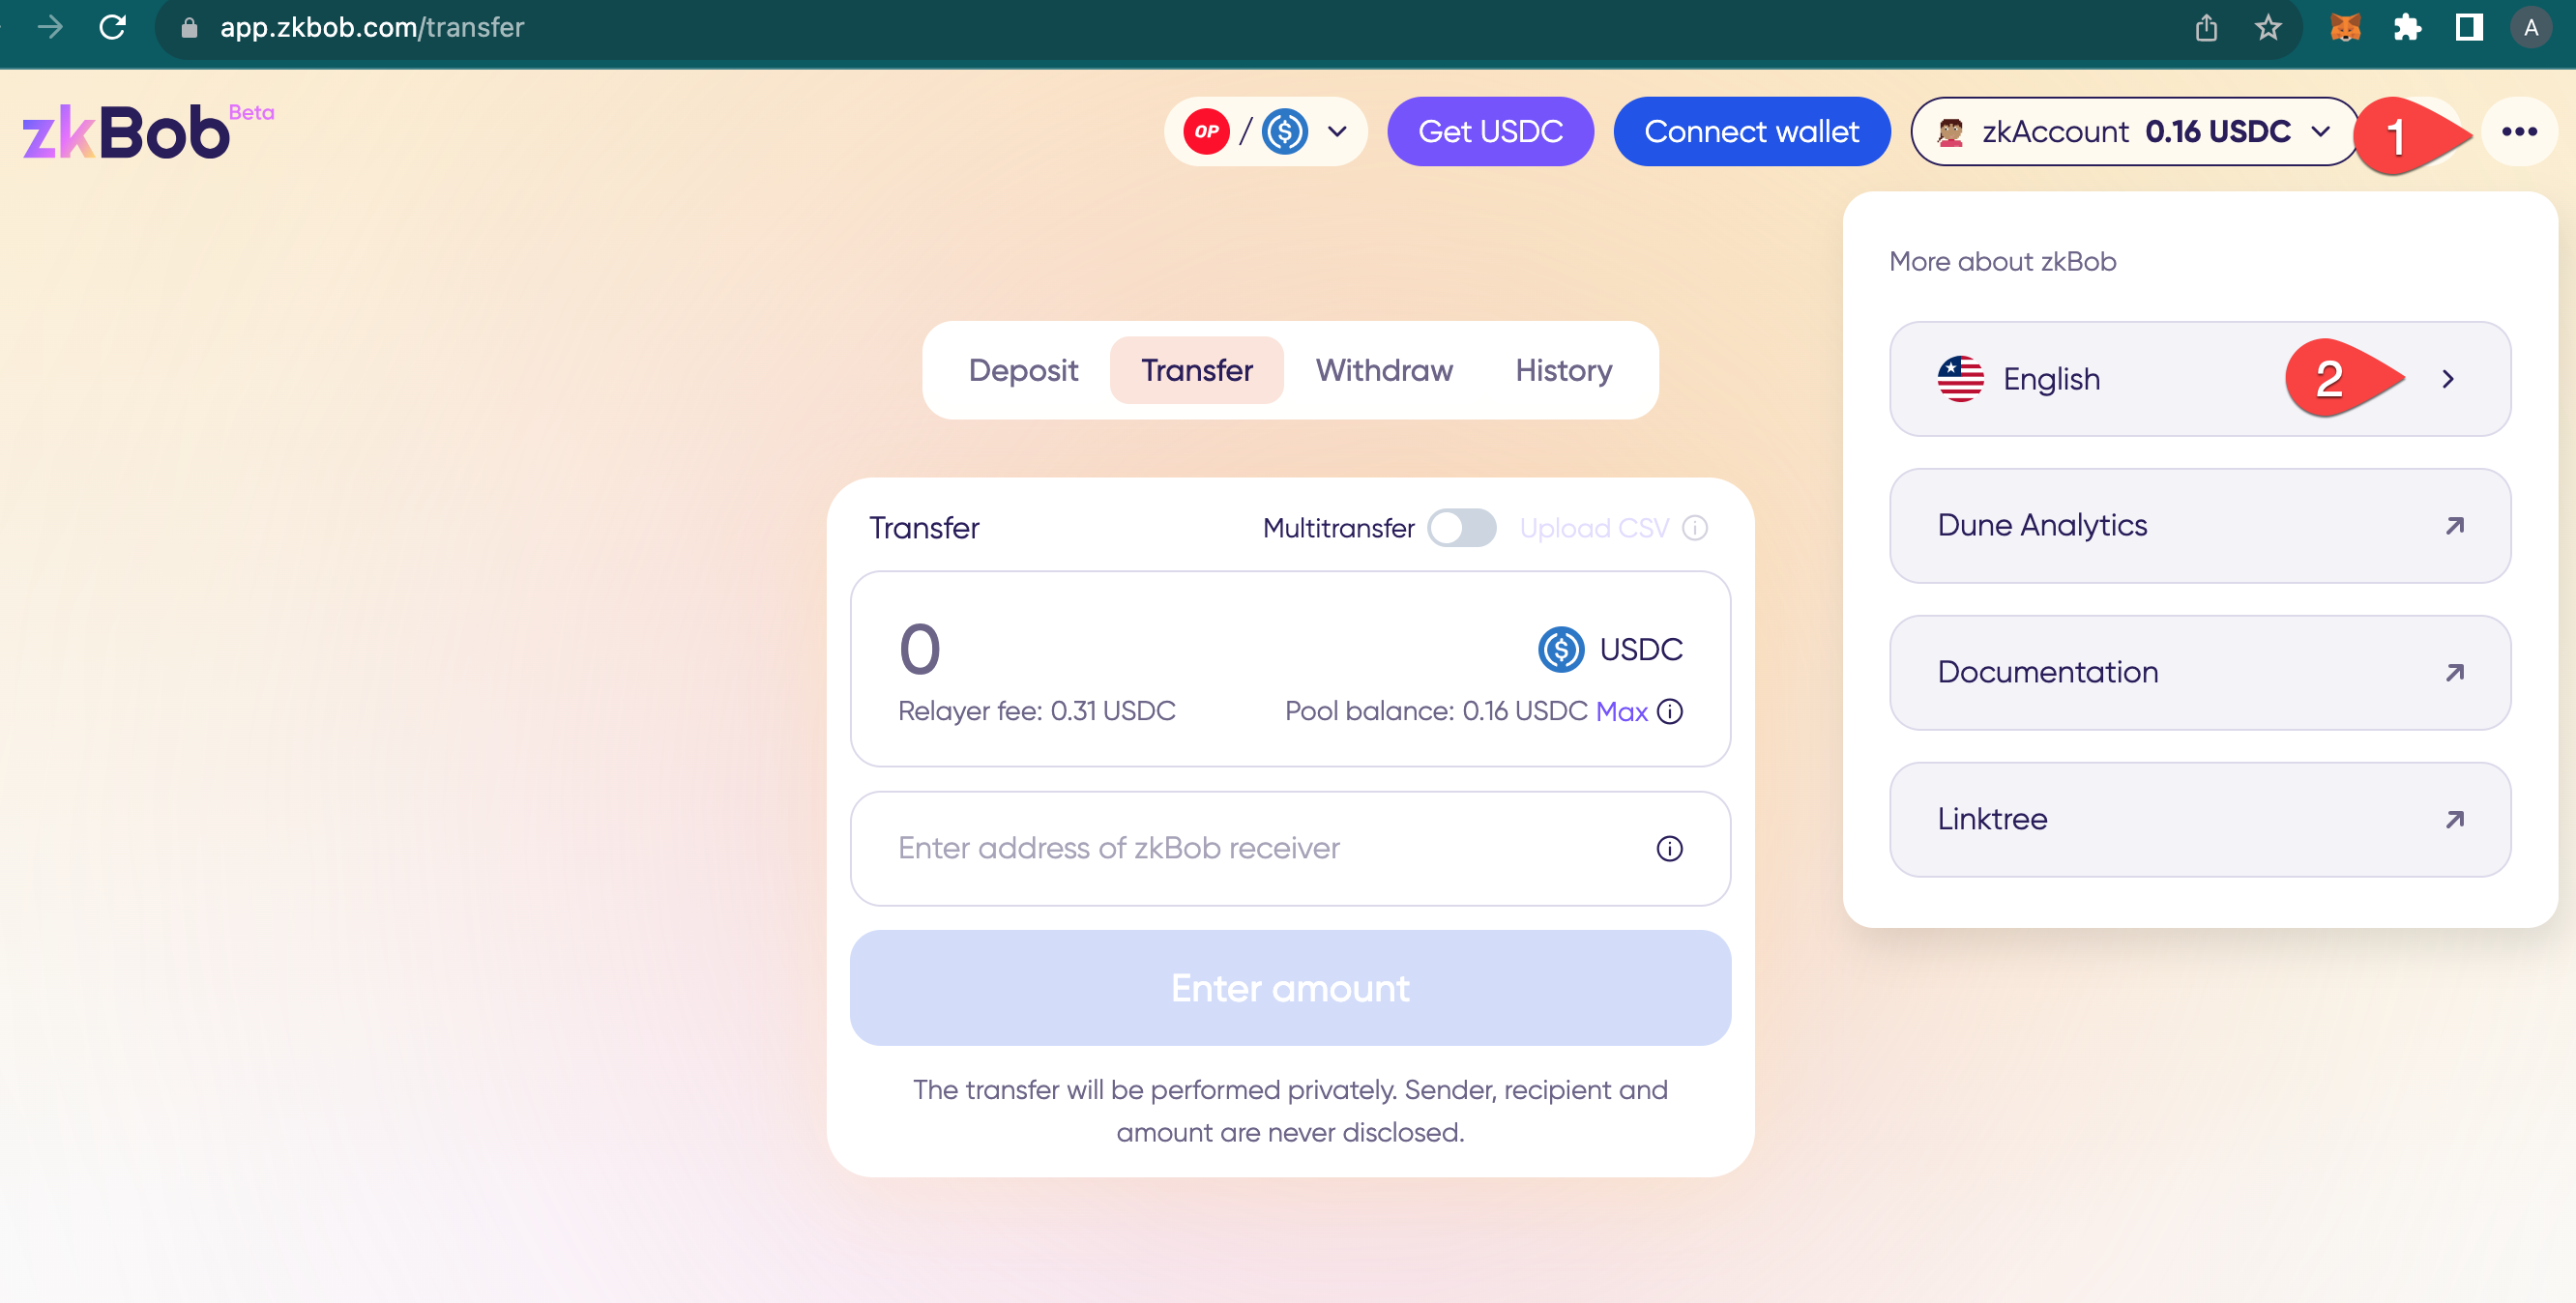 app.zkbob.com/transfer
A
zkBob Beta
OP / Get USDC Connect wallet zkAccount 0.16 USDC 1
More about zkBob
English 2
Dune Analytics
Documentation
Linktree
Deposit Transfer Withdraw History
Transfer Multitransfer Upload CSV
0 USDC
Relayer fee: 0.31 USDC Pool balance: 0.16 USDC Max
Enter address of zkBob receiver
Enter amount
The transfer will be performed privately. Sender, recipient and
amount are never disclosed.